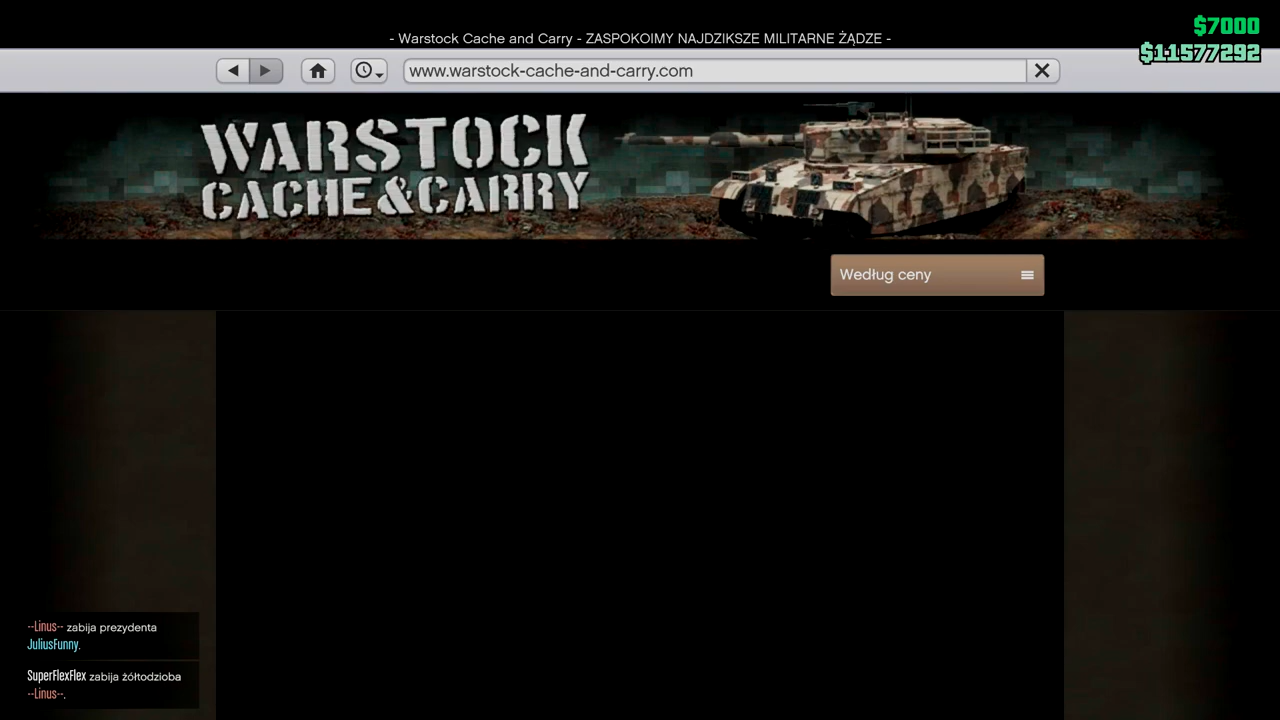 - Warstock Cache and Carry - ZASPOKOIMY NAJDZIKSZE MILITARNE ŻĄDZE -
$7000
$11577292
www.warstock-cache-and-carry.com
WARSTOCK
CACHE & CARRY
Według ceny
--Linus-- zabija prezydenta
JuliusFunny.
SuperFlexFlex zabija żółtodzioba
--Linus--.